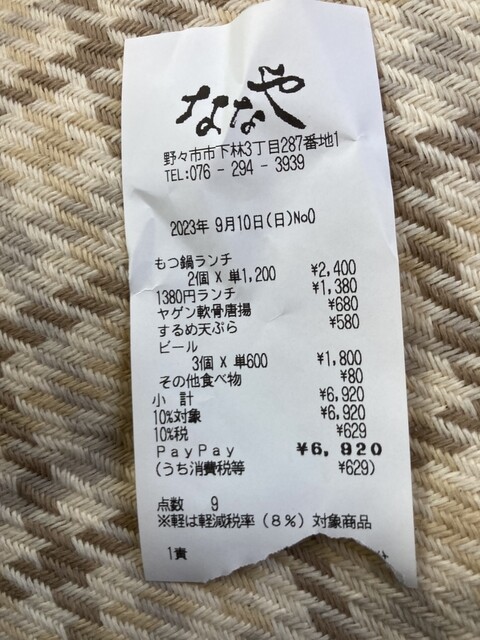 ななや
野々市市下林3丁目287番地1
TEL:076 - 294 - 3939
2023年 9月10日(日)No0
もつ鍋ランチ
2個 X 単1,200 ¥2,400
1380円ランチ ¥1,380
ヤゲン軟骨唐揚 ¥680
するめ天ぷら ¥580
ビール
3個 X 単600 ¥1,800
その他食べ物 ¥80
小 計 ¥6,920
10%対象 ¥6,920
10%税 ¥629
PayPay ¥6,920
(うち消費税等 ¥629)
点数 9
※軽は軽減税率(8%)対象商品
1責